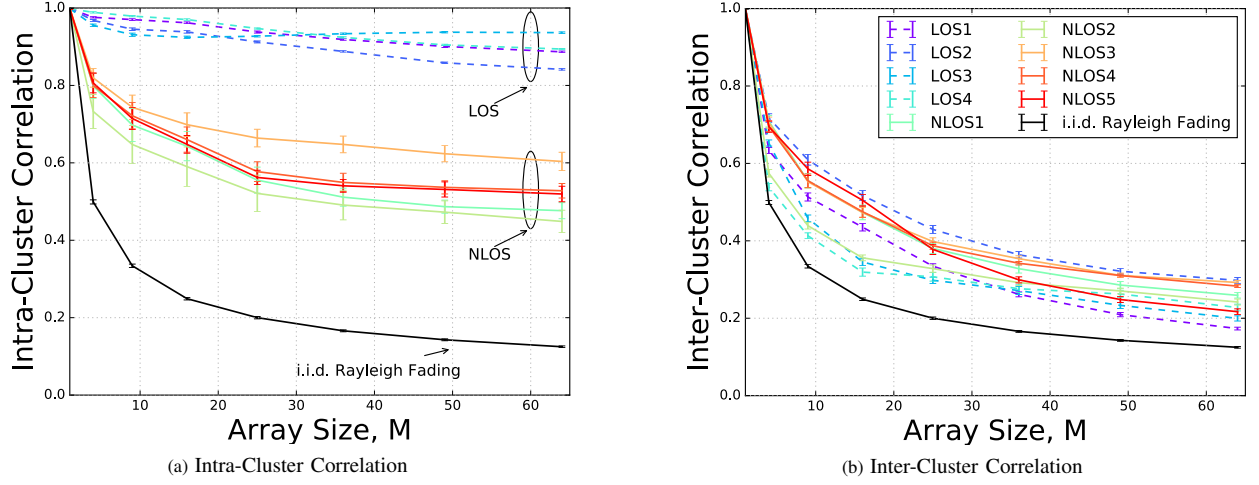 1.0
0.8
0.6
0.4
0.2
0.0
Intra-Cluster Correlation
LOS
NLOS
i.i.d. Rayleigh Fading
10 20 30 40 50 60
Array Size, M
(a) Intra-Cluster Correlation
1.0
0.8
0.6
0.4
0.2
0.0
Inter-Cluster Correlation
LOS1
LOS2
LOS3
LOS4
NLOS1
NLOS2
NLOS3
NLOS4
NLOS5
i.i.d. Rayleigh Fading
10 20 30 40 50 60
Array Size, M
(b) Inter-Cluster Correlation